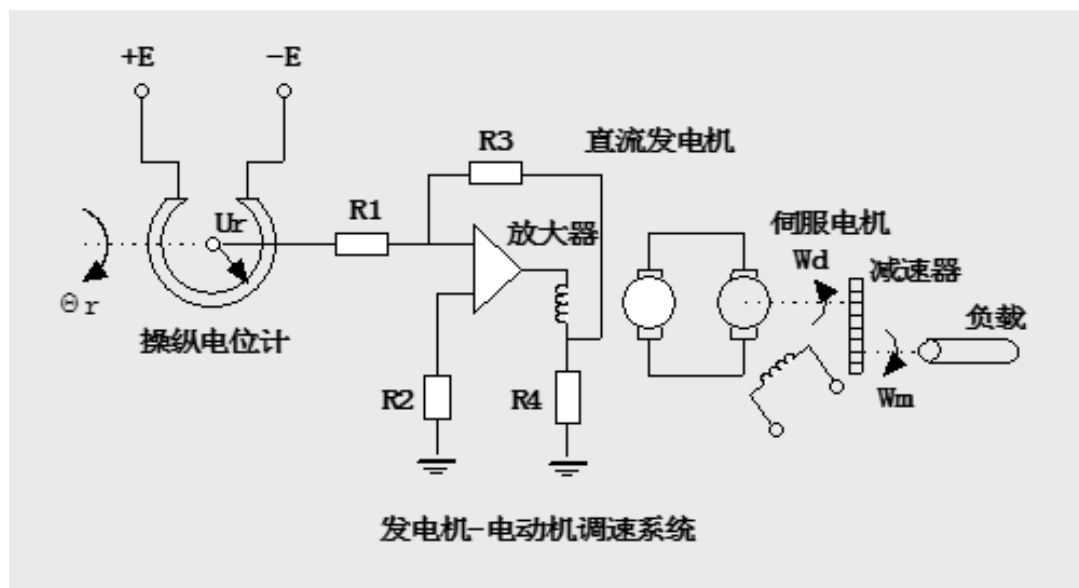 +E
-E
R3
直流发电机
Ur
R1
放大器
伺服电机
Wd
减速器
Θr
负载
操纵电位计
R2
R4
Wm
发电机-电动机调速系统